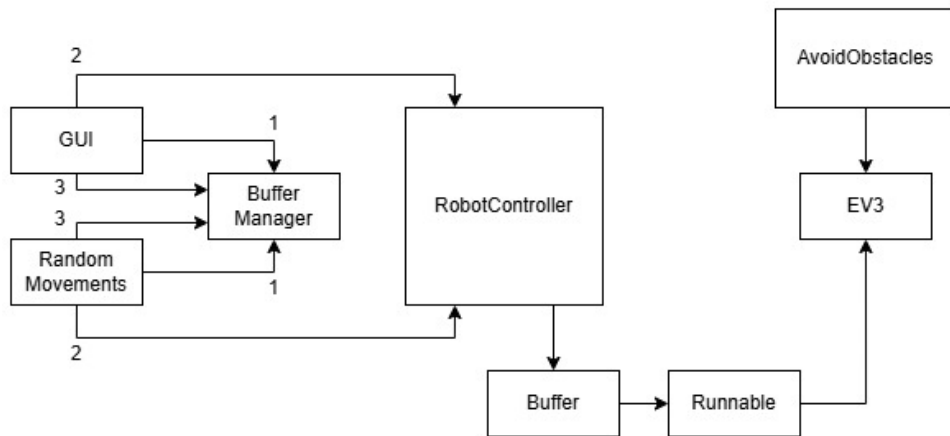 2
AvoidObstacles
GUI
1
3
Buffer
Manager
RobotController
EV3
3
Random
Movements
1
2
Buffer
Runnable